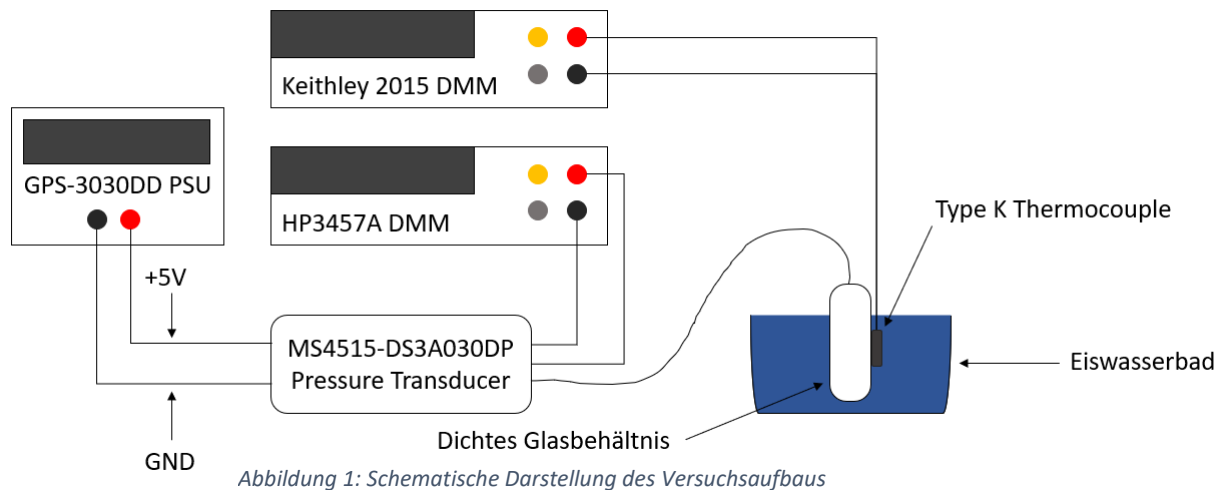 Keithley 2015 DMM
GPS-3030DD PSU
HP3457A DMM
Type K Thermocouple
+5V
MS4515-DS3A030DP
Pressure Transducer
Eiswasserbad
Dichtes Glasbehältnis
GND
Abbildung 1: Schematische Darstellung des Versuchsaufbaus